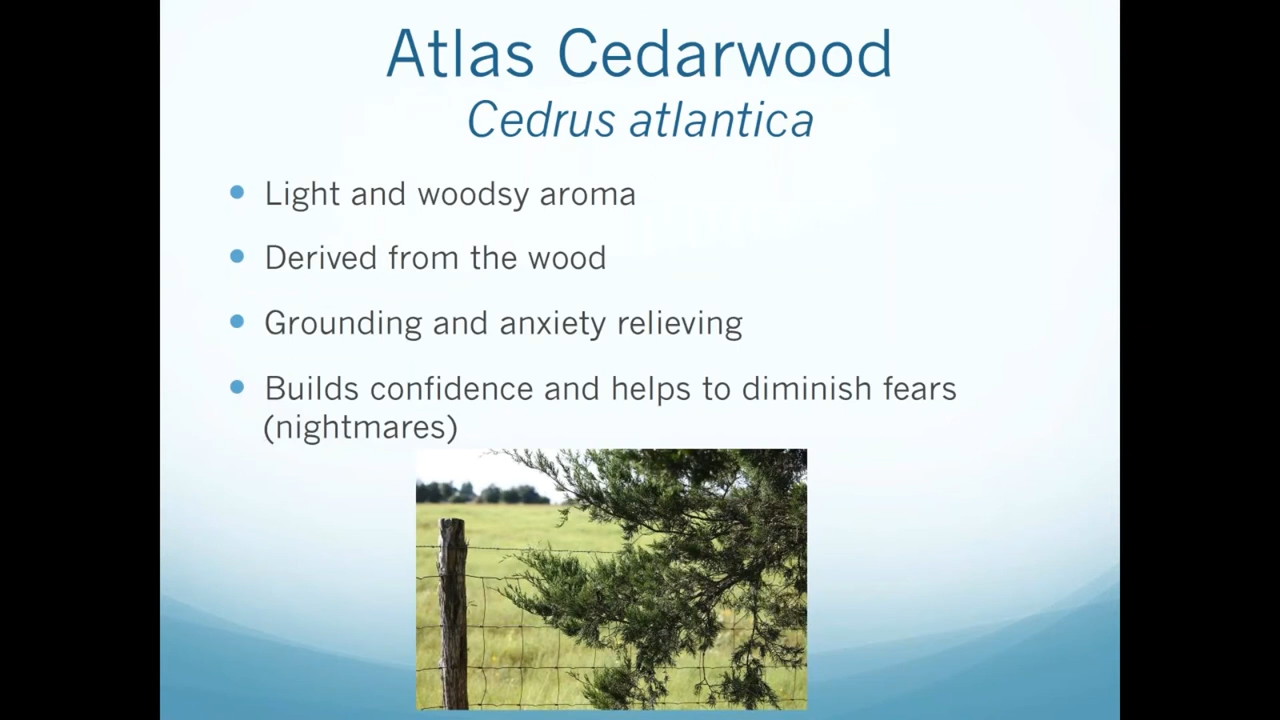 Atlas Cedarwood
Cedrus atlantica
Light and woodsy aroma
Derived from the wood
Grounding and anxiety relieving
Builds confidence and helps to diminish fears
(nightmares)